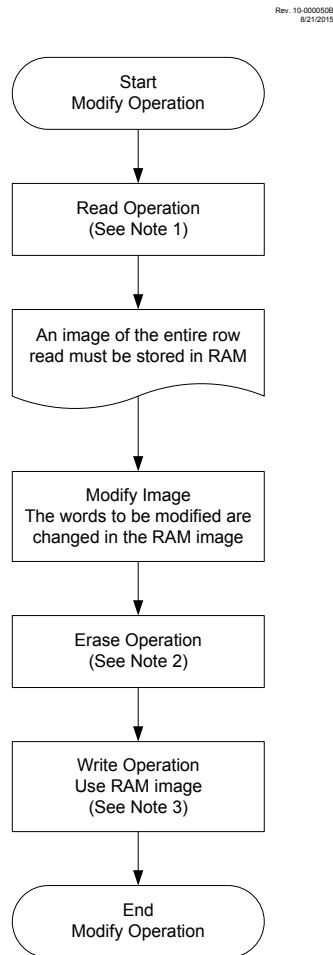 Rev. 10-000050B
8/21/2015
Start
Modify Operation
Read Operation
(See Note 1)
An image of the entire row
read must be stored in RAM
Modify Image
The words to be modified are
changed in the RAM image
Erase Operation
(See Note 2)
Write Operation
Use RAM image
(See Note 3)
End
Modify Operation